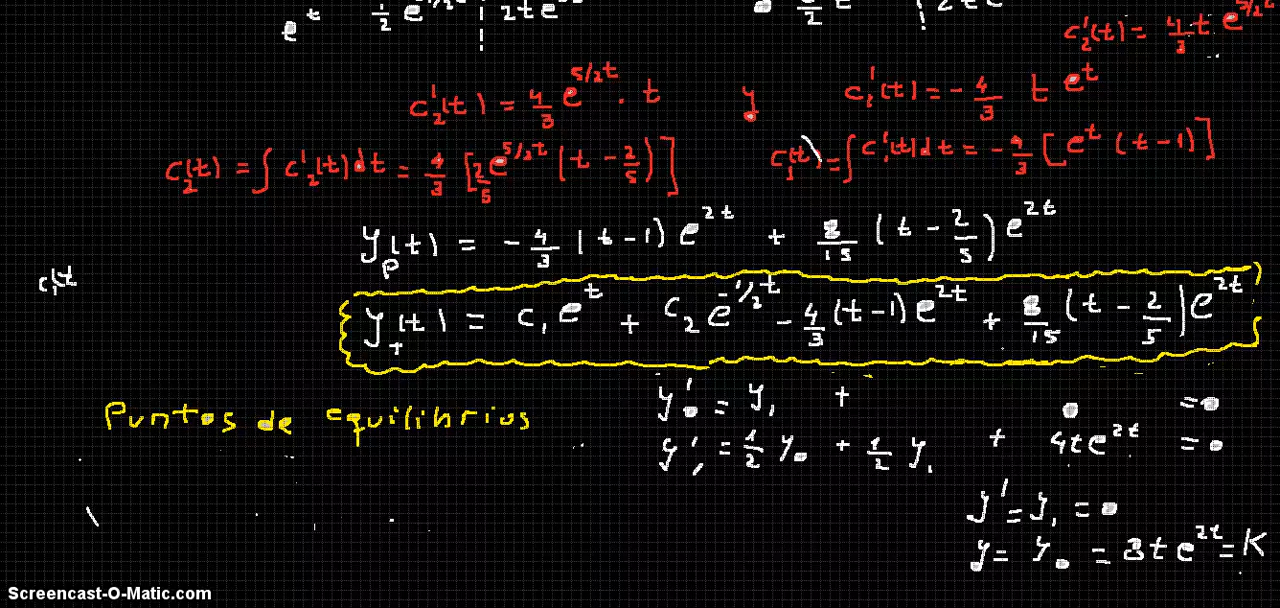 e^t 1/2 e^1/2t 2te 2 t 2te
c'₂(t) = 4/3 t e^5/2t
c'₂(t) = 4/3 e^5/2t . t y c'₁(t) = - 4/3 t e^t
c₂(t) = ∫ c'₂(t)dt = 4/3 [2/5 e^5/2t (t - 2/5)] c₁(t) = ∫ c'₁(t)dt = - 4/3 [e^t (t-1)]
yₚ(t) = - 4/3 (t-1) e^2t + 8/15 (t - 2/5) e^2t
c₁t
y_T(t) = c₁e^t + c₂e^-1/2t - 4/3 (t-1) e^2t + 8/15 (t - 2/5) e^2t
Puntos de equilibrios
y'₀ = y₁ + 0 = 0
y'₁ = 1/2 y₀ + 1/2 y₁ + 4te^2t = 0
y' = y₁ = 0
y = y₀ = 8te^2t = K
Screencast-O-Matic.com